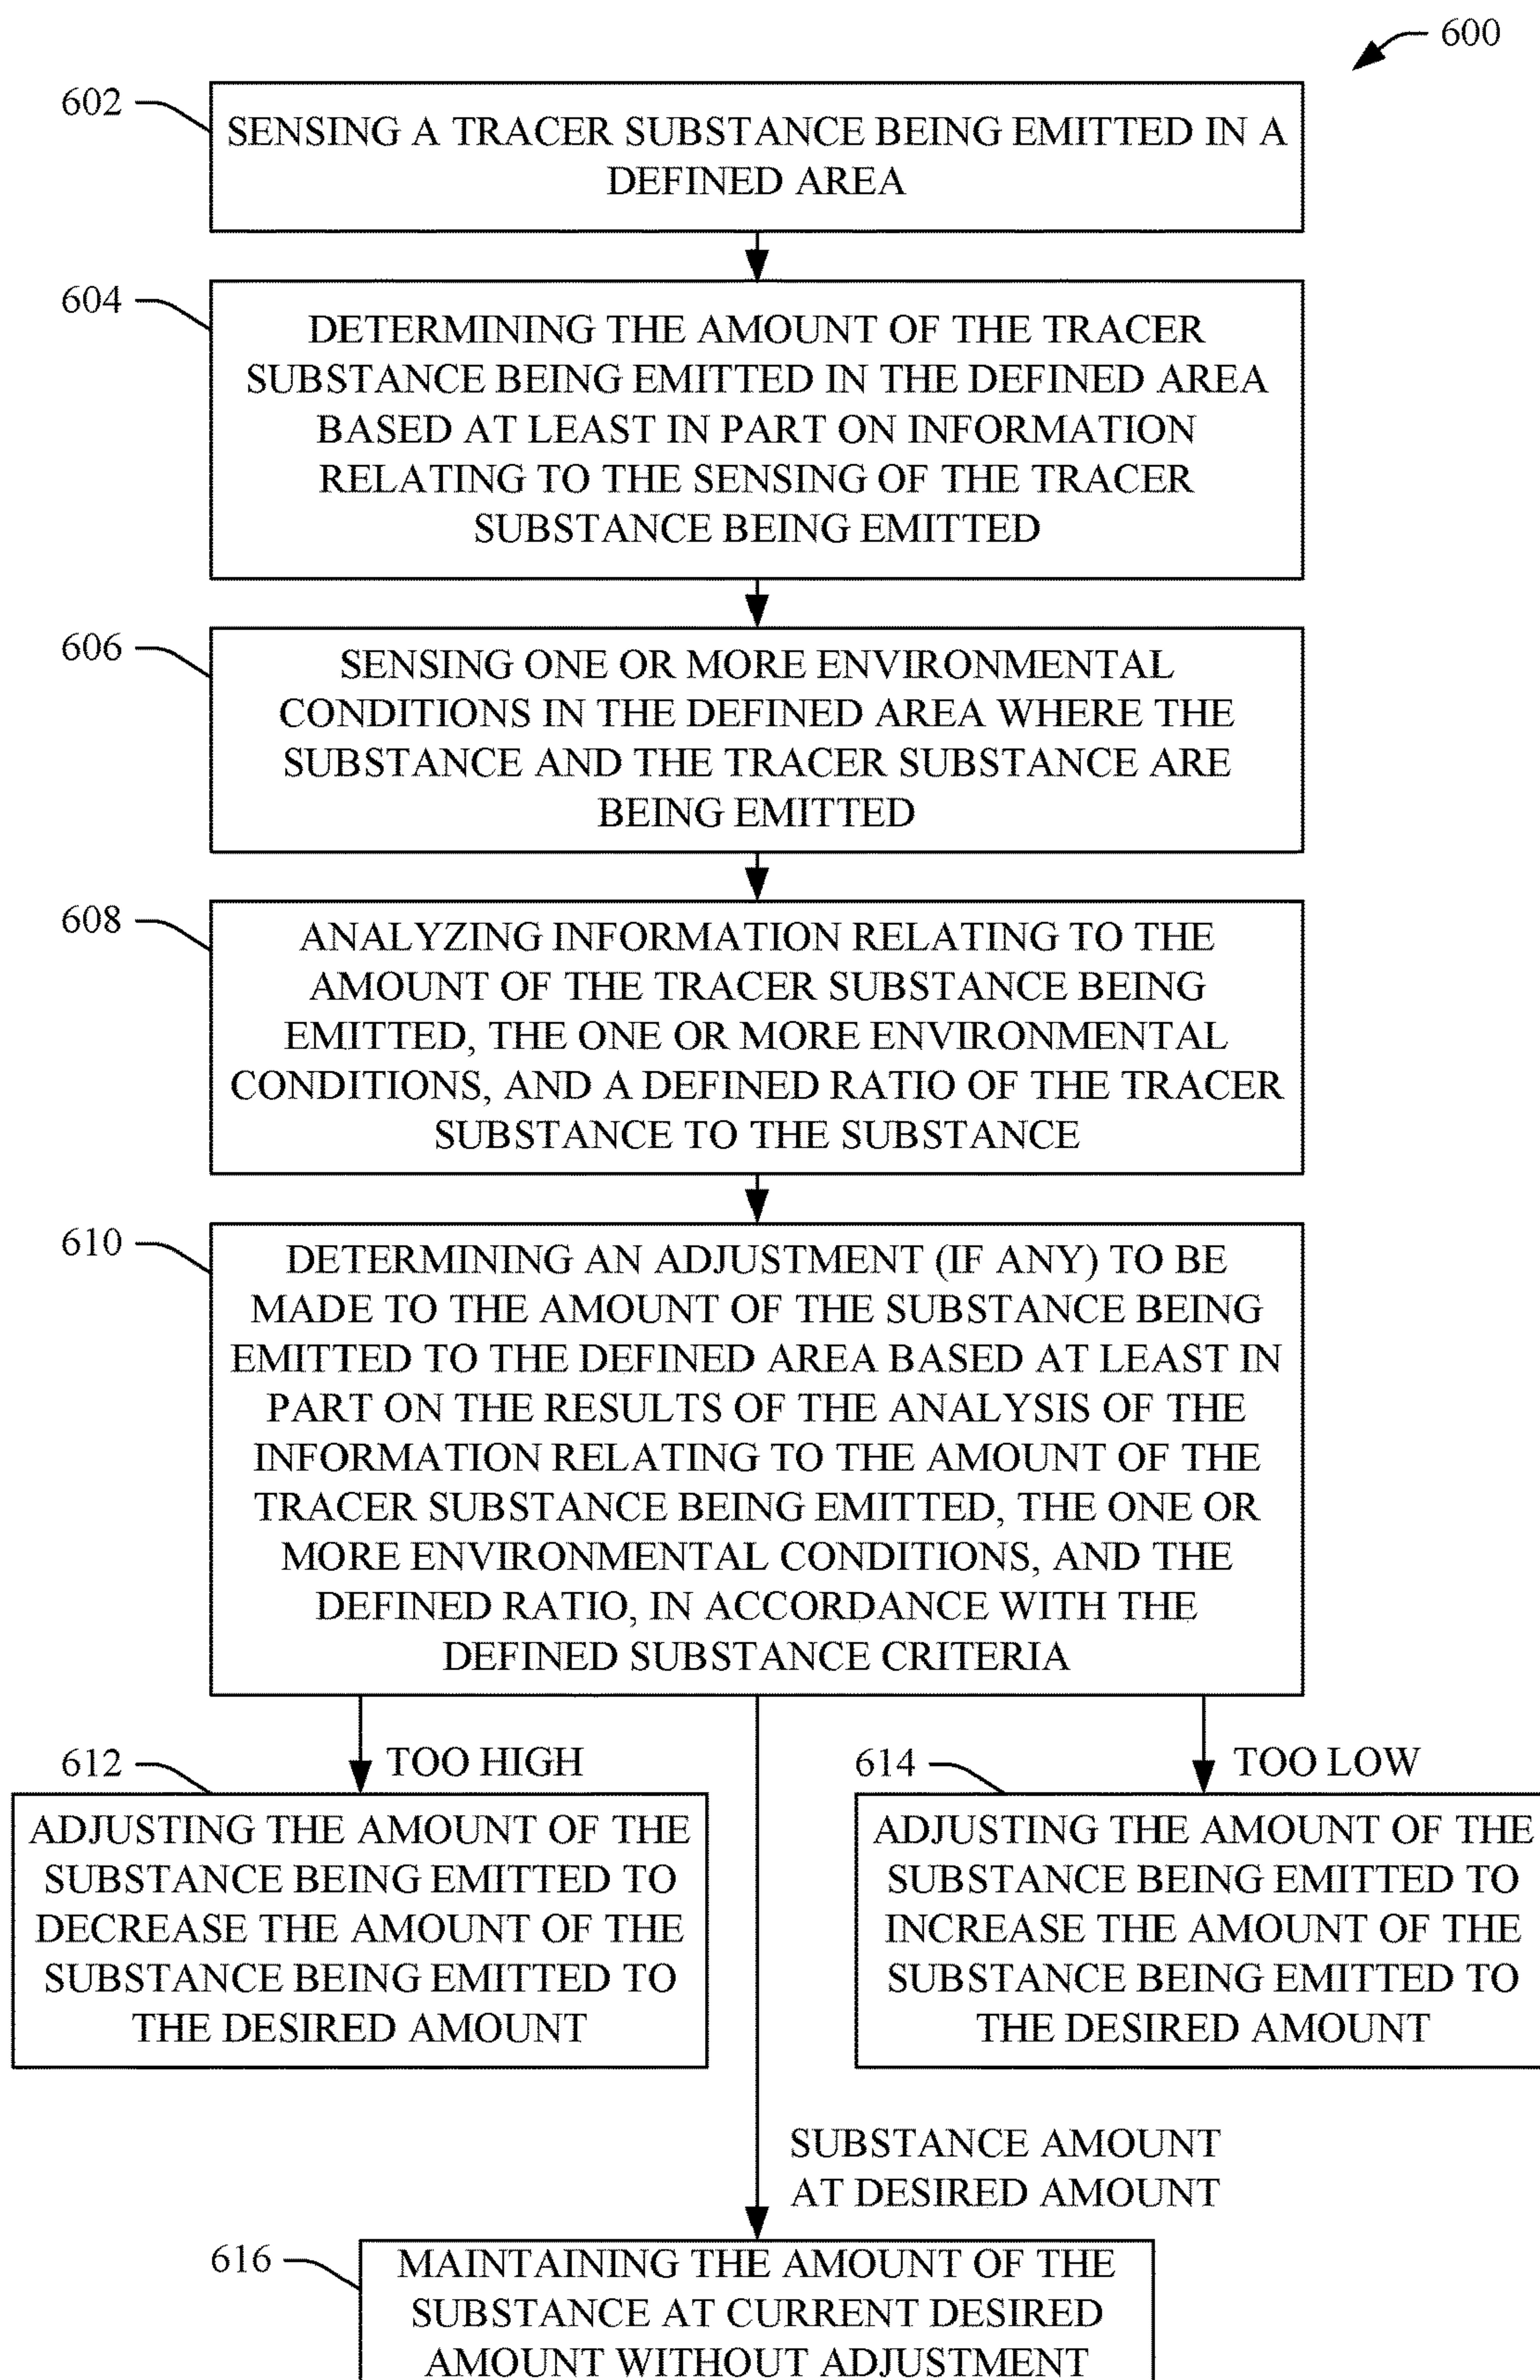 600
602
SENSING A TRACER SUBSTANCE BEING EMITTED IN A
DEFINED AREA
604
DETERMINING THE AMOUNT OF THE TRACER
SUBSTANCE BEING EMITTED IN THE DEFINED AREA
BASED AT LEAST IN PART ON INFORMATION
RELATING TO THE SENSING OF THE TRACER
SUBSTANCE BEING EMITTED
606
SENSING ONE OR MORE ENVIRONMENTAL
CONDITIONS IN THE DEFINED AREA WHERE THE
SUBSTANCE AND THE TRACER SUBSTANCE ARE
BEING EMITTED
608
ANALYZING INFORMATION RELATING TO THE
AMOUNT OF THE TRACER SUBSTANCE BEING
EMITTED, THE ONE OR MORE ENVIRONMENTAL
CONDITIONS, AND A DEFINED RATIO OF THE TRACER
SUBSTANCE TO THE SUBSTANCE
610
DETERMINING AN ADJUSTMENT (IF ANY) TO BE
MADE TO THE AMOUNT OF THE SUBSTANCE BEING
EMITTED TO THE DEFINED AREA BASED AT LEAST IN
PART ON THE RESULTS OF THE ANALYSIS OF THE
INFORMATION RELATING TO THE AMOUNT OF THE
TRACER SUBSTANCE BEING EMITTED, THE ONE OR
MORE ENVIRONMENTAL CONDITIONS, AND THE
DEFINED RATIO, IN ACCORDANCE WITH THE
DEFINED SUBSTANCE CRITERIA
612
TOO HIGH
ADJUSTING THE AMOUNT OF THE
SUBSTANCE BEING EMITTED TO
DECREASE THE AMOUNT OF THE
SUBSTANCE BEING EMITTED TO
THE DESIRED AMOUNT
614
TOO LOW
ADJUSTING THE AMOUNT OF THE
SUBSTANCE BEING EMITTED TO
INCREASE THE AMOUNT OF THE
SUBSTANCE BEING EMITTED TO
THE DESIRED AMOUNT
SUBSTANCE AMOUNT
AT DESIRED AMOUNT
616
MAINTAINING THE AMOUNT OF THE
SUBSTANCE AT CURRENT DESIRED
AMOUNT WITHOUT ADJUSTMENT